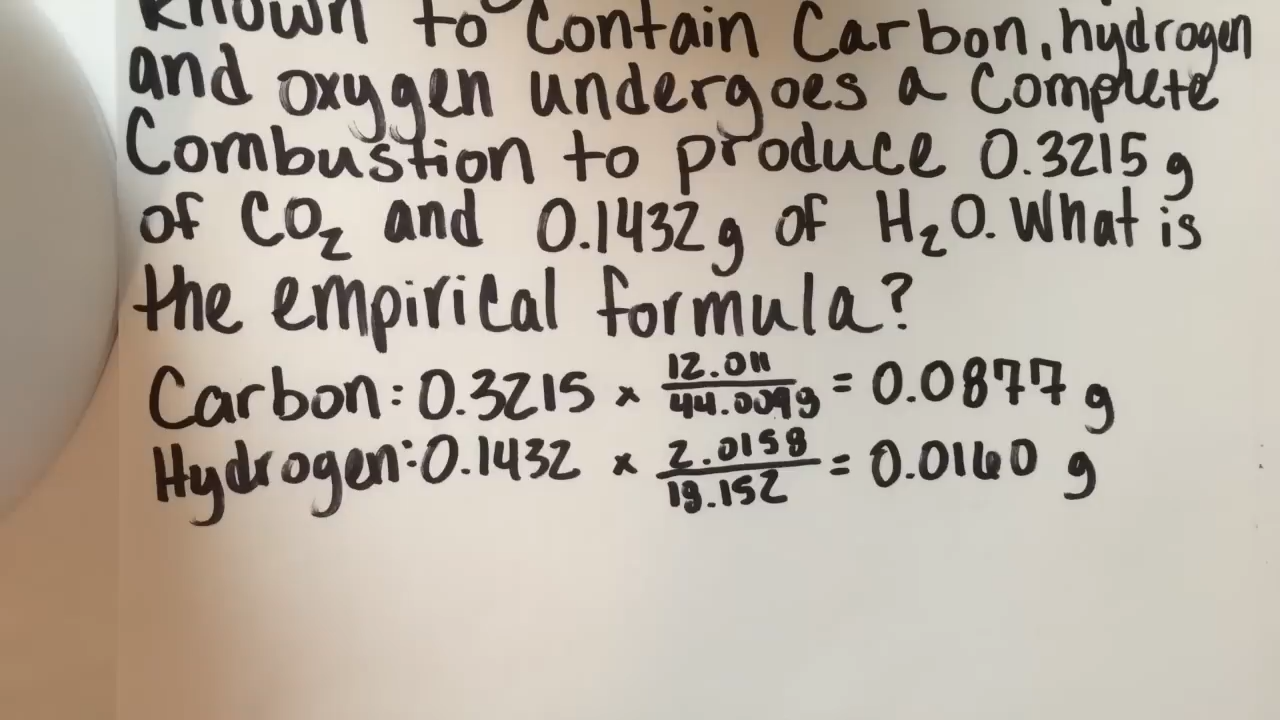 known to contain Carbon, hydrogen
and oxygen undergoes a complete
Combustion to produce 0.3215 g
of CO₂ and 0.1432 g of H₂O. What is
the empirical formula?
Carbon: 0.3215 × 12.011/44.009g = 0.0877 g
Hydrogen: 0.1432 × 2.0158/18.152 = 0.0160 g